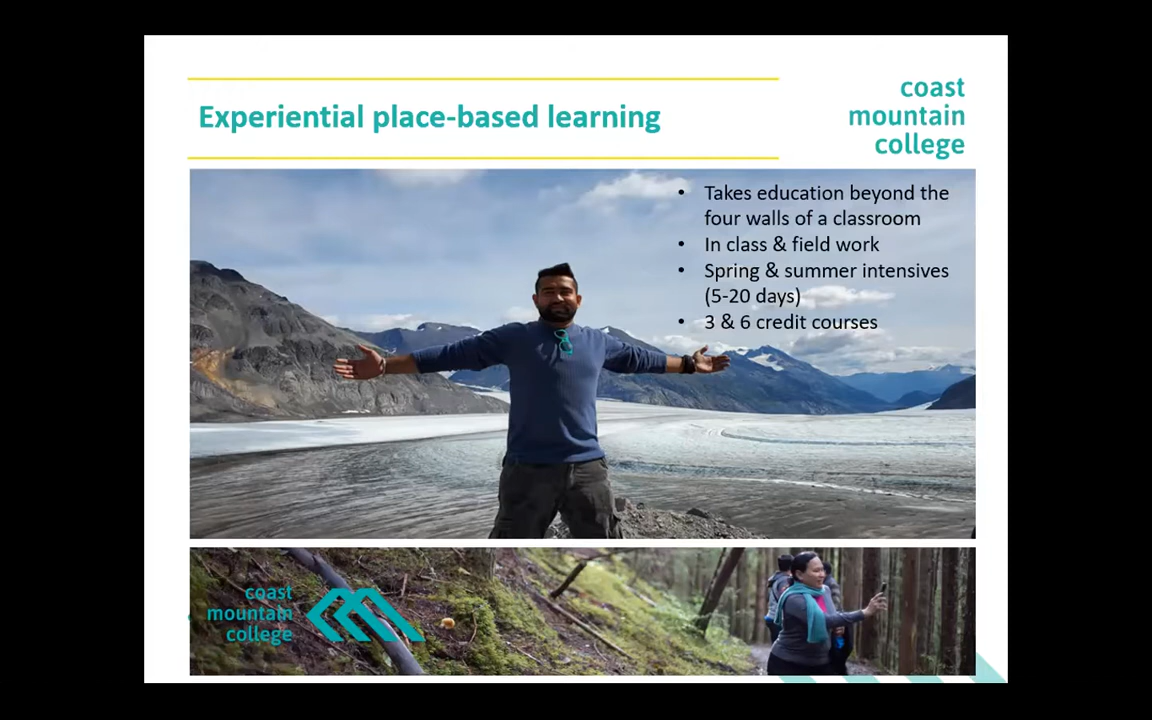 Experiential place-based learning
coast
mountain
college
• Takes education beyond the
four walls of a classroom
• In class & field work
• Spring & summer intensives
(5-20 days)
• 3 & 6 credit courses
coast
mountain
college